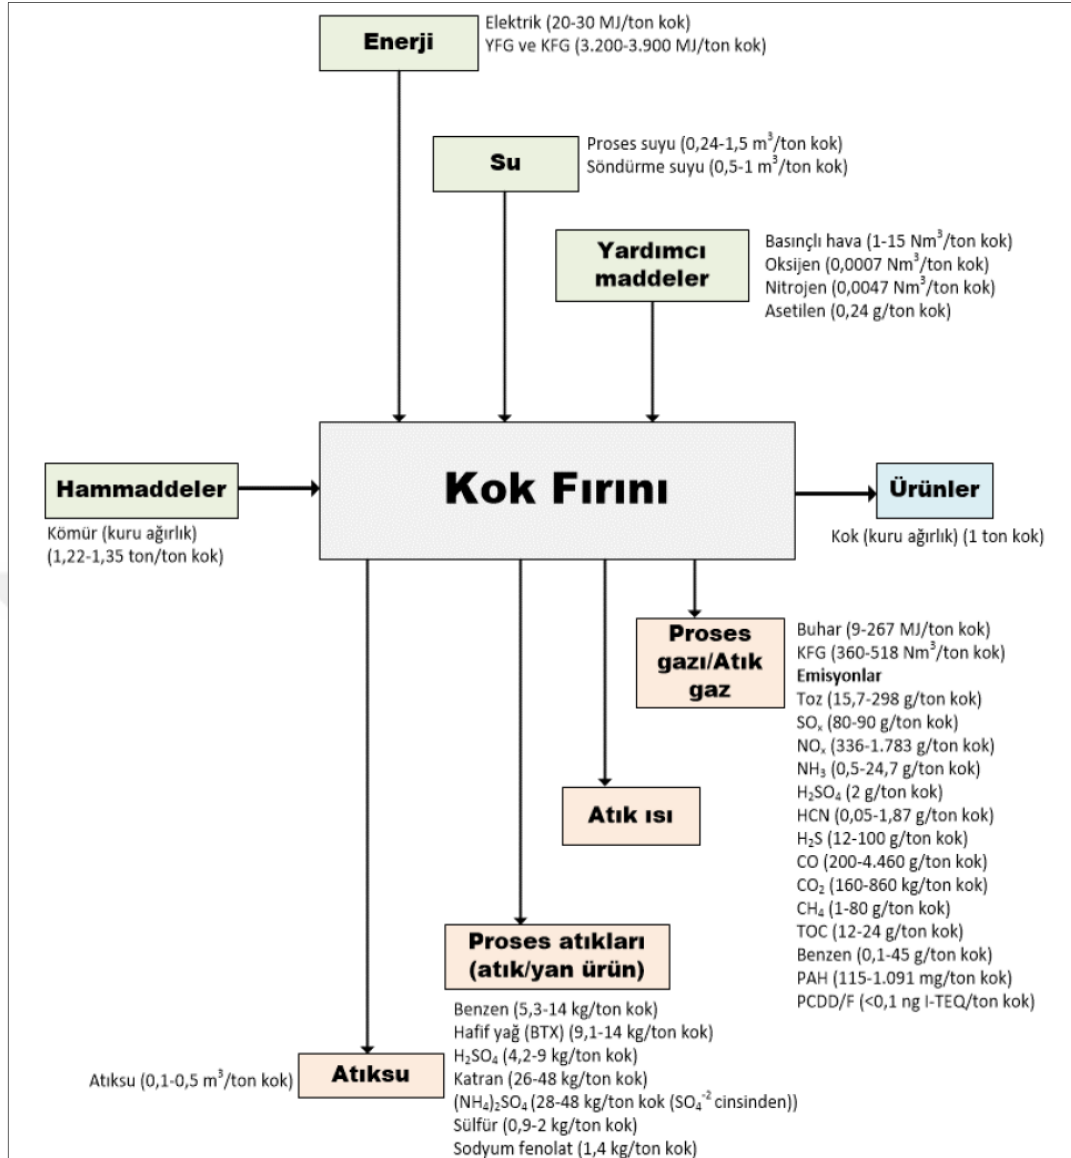 Enerji
Elektrik (20-30 MJ/ton kok)
YFG ve KFG (3.200-3.900 MJ/ton kok)
Su
Proses suyu (0,24-1,5 m³/ton kok)
Söndürme suyu (0,5-1 m³/ton kok)
Yardımcı
maddeler
Basınçlı hava (1-15 Nm³/ton kok)
Oksijen (0,0007 Nm³/ton kok)
Nitrojen (0,0047 Nm³/ton kok)
Asetilen (0,24 g/ton kok)
Hammaddeler
Kömür (kuru ağırlık)
(1,22-1,35 ton/ton kok)
Kok Fırını
Ürünler
Kok (kuru ağırlık) (1 ton kok)
Proses
gazı/Atık
gaz
Buhar (9-267 MJ/ton kok)
KFG (360-518 Nm³/ton kok)
Emisyonlar
Toz (15,7-298 g/ton kok)
SOₓ (80-90 g/ton kok)
NOₓ (336-1.783 g/ton kok)
NH₃ (0,5-24,7 g/ton kok)
H₂SO₄ (2 g/ton kok)
HCN (0,05-1,87 g/ton kok)
H₂S (12-100 g/ton kok)
CO (200-4.460 g/ton kok)
CO₂ (160-860 kg/ton kok)
CH₄ (1-80 g/ton kok)
TOC (12-24 g/ton kok)
Benzen (0,1-45 g/ton kok)
PAH (115-1.091 mg/ton kok)
PCDD/F (<0,1 ng I-TEQ/ton kok)
Atık ısı
Proses atıkları
(atık/yan ürün)
Benzen (5,3-14 kg/ton kok)
Hafif yağ (BTX) (9,1-14 kg/ton kok)
H₂SO₄ (4,2-9 kg/ton kok)
Katran (26-48 kg/ton kok)
(NH₄)₂SO₄ (28-48 kg/ton kok (SO₄⁻² cinsinden))
Sülfür (0,9-2 kg/ton kok)
Sodyum fenolat (1,4 kg/ton kok)
Atıksu
Atıksu (0,1-0,5 m³/ton kok)